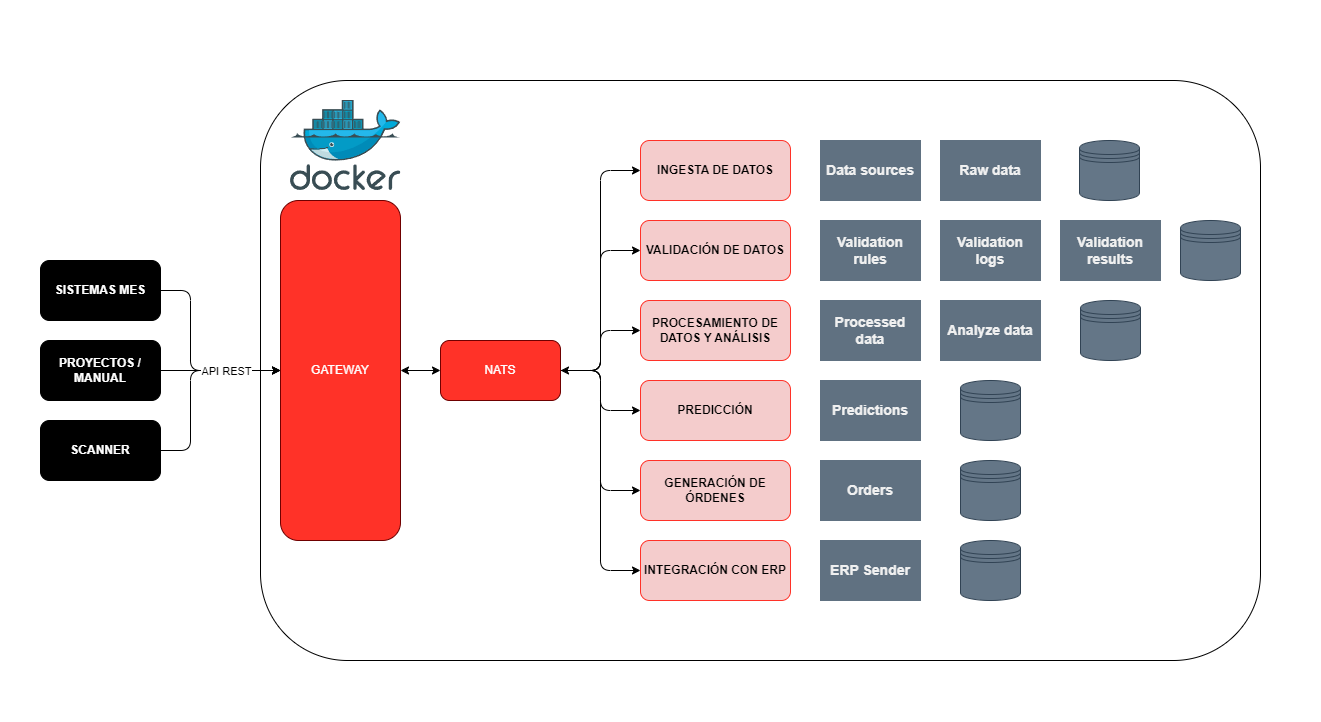 docker
SISTEMAS MES
PROYECTOS /
MANUAL
SCANNER
API REST
GATEWAY
NATS
INGESTA DE DATOS
Data sources
Raw data
VALIDACIÓN DE DATOS
Validation
rules
Validation
logs
Validation
results
PROCESAMIENTO DE
DATOS Y ANÁLISIS
Processed
data
Analyze data
PREDICCIÓN
Predictions
GENERACIÓN DE
ÓRDENES
Orders
INTEGRACIÓN CON ERP
ERP Sender